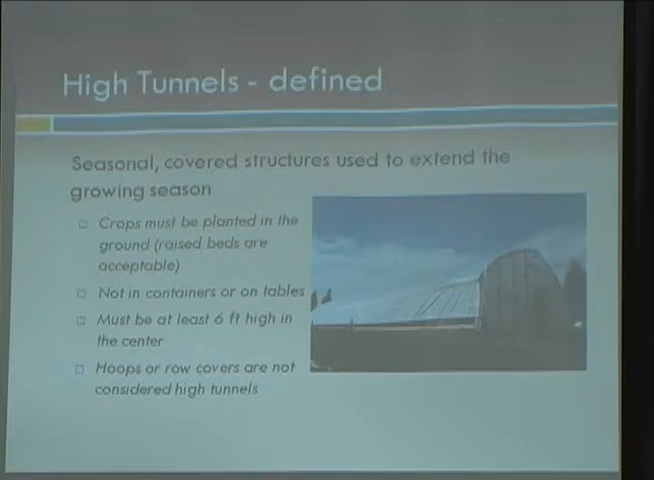 High Tunnels - defined
Seasonal, covered structures used to extend the
growing season
Crops must be planted in the
ground (raised beds are
acceptable)
Not in containers or on tables
Must be at least 6 ft high in
the center
Hoops or row covers are not
considered high tunnels